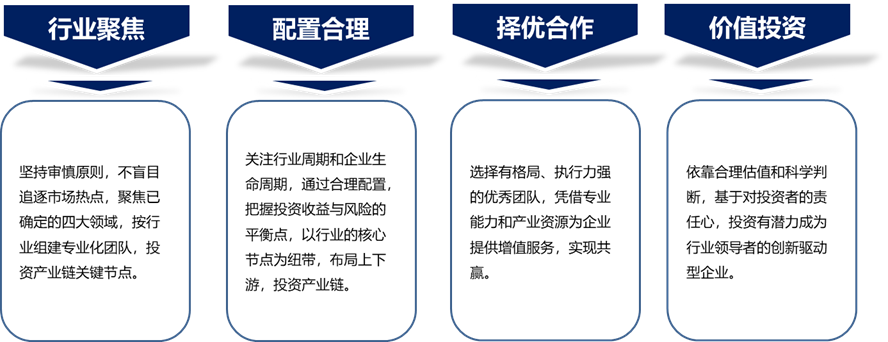 行业聚焦
坚持审慎原则，不盲目
追逐市场热点，聚焦已
确定的四大领域，按行
业组建专业化团队，投
资产业链关键节点。
配置合理
关注行业周期和企业生
命周期，通过合理配置，
把握投资收益与风险的
平衡点，以行业的核心
节点为纽带，布局上下
游，投资产业链。
择优合作
选择有格局、执行力强
的优秀团队，凭借专业
能力和产业资源为企业
提供增值服务，实现共
赢。
价值投资
依靠合理估值和科学判
断，基于对投资者的责
任心，投资有潜力成为
行业领导者的创新驱动
型企业。